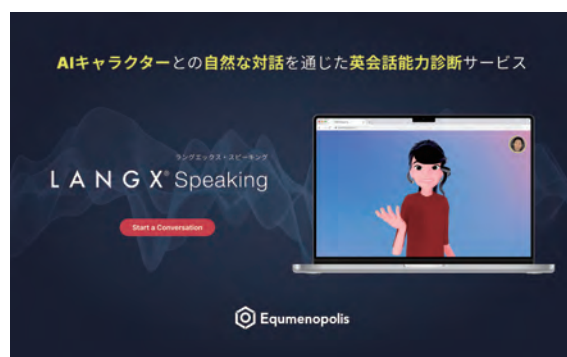 AIキャラクターとの自然な対話を通じた英会話能力診断サービス
ラングエックス・スピーキング
LANGX® Speaking
Start a Conversation
Equmenopolis